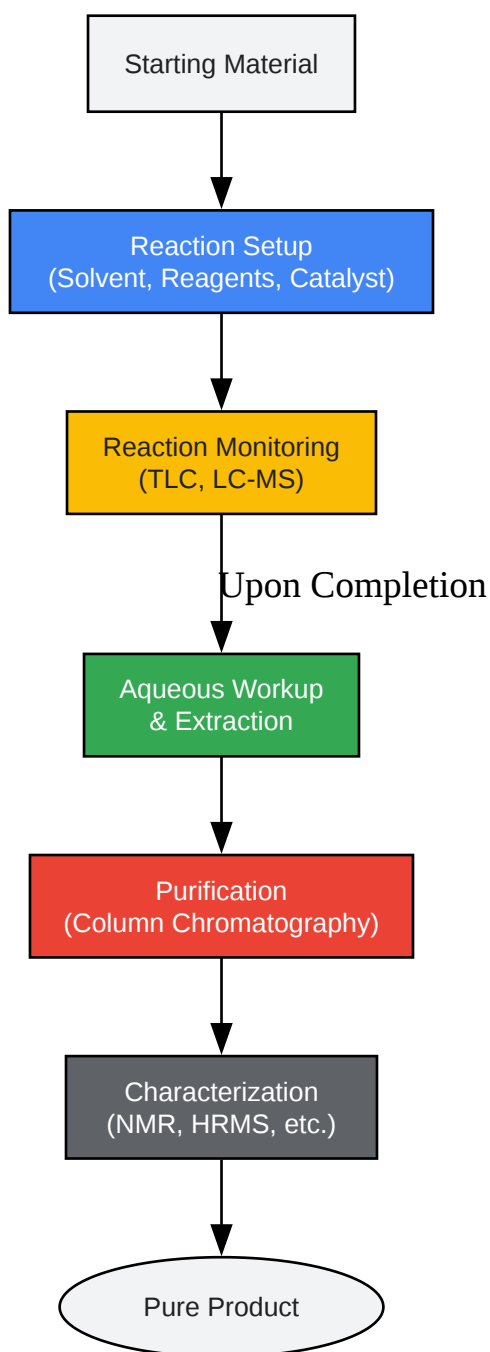 Starting Material
Reaction Setup
(Solvent, Reagents, Catalyst)
Reaction Monitoring
(TLC, LC-MS)
Upon Completion
Aqueous Workup
& Extraction
Purification
(Column Chromatography)
Characterization
(NMR, HRMS, etc.)
Pure Product